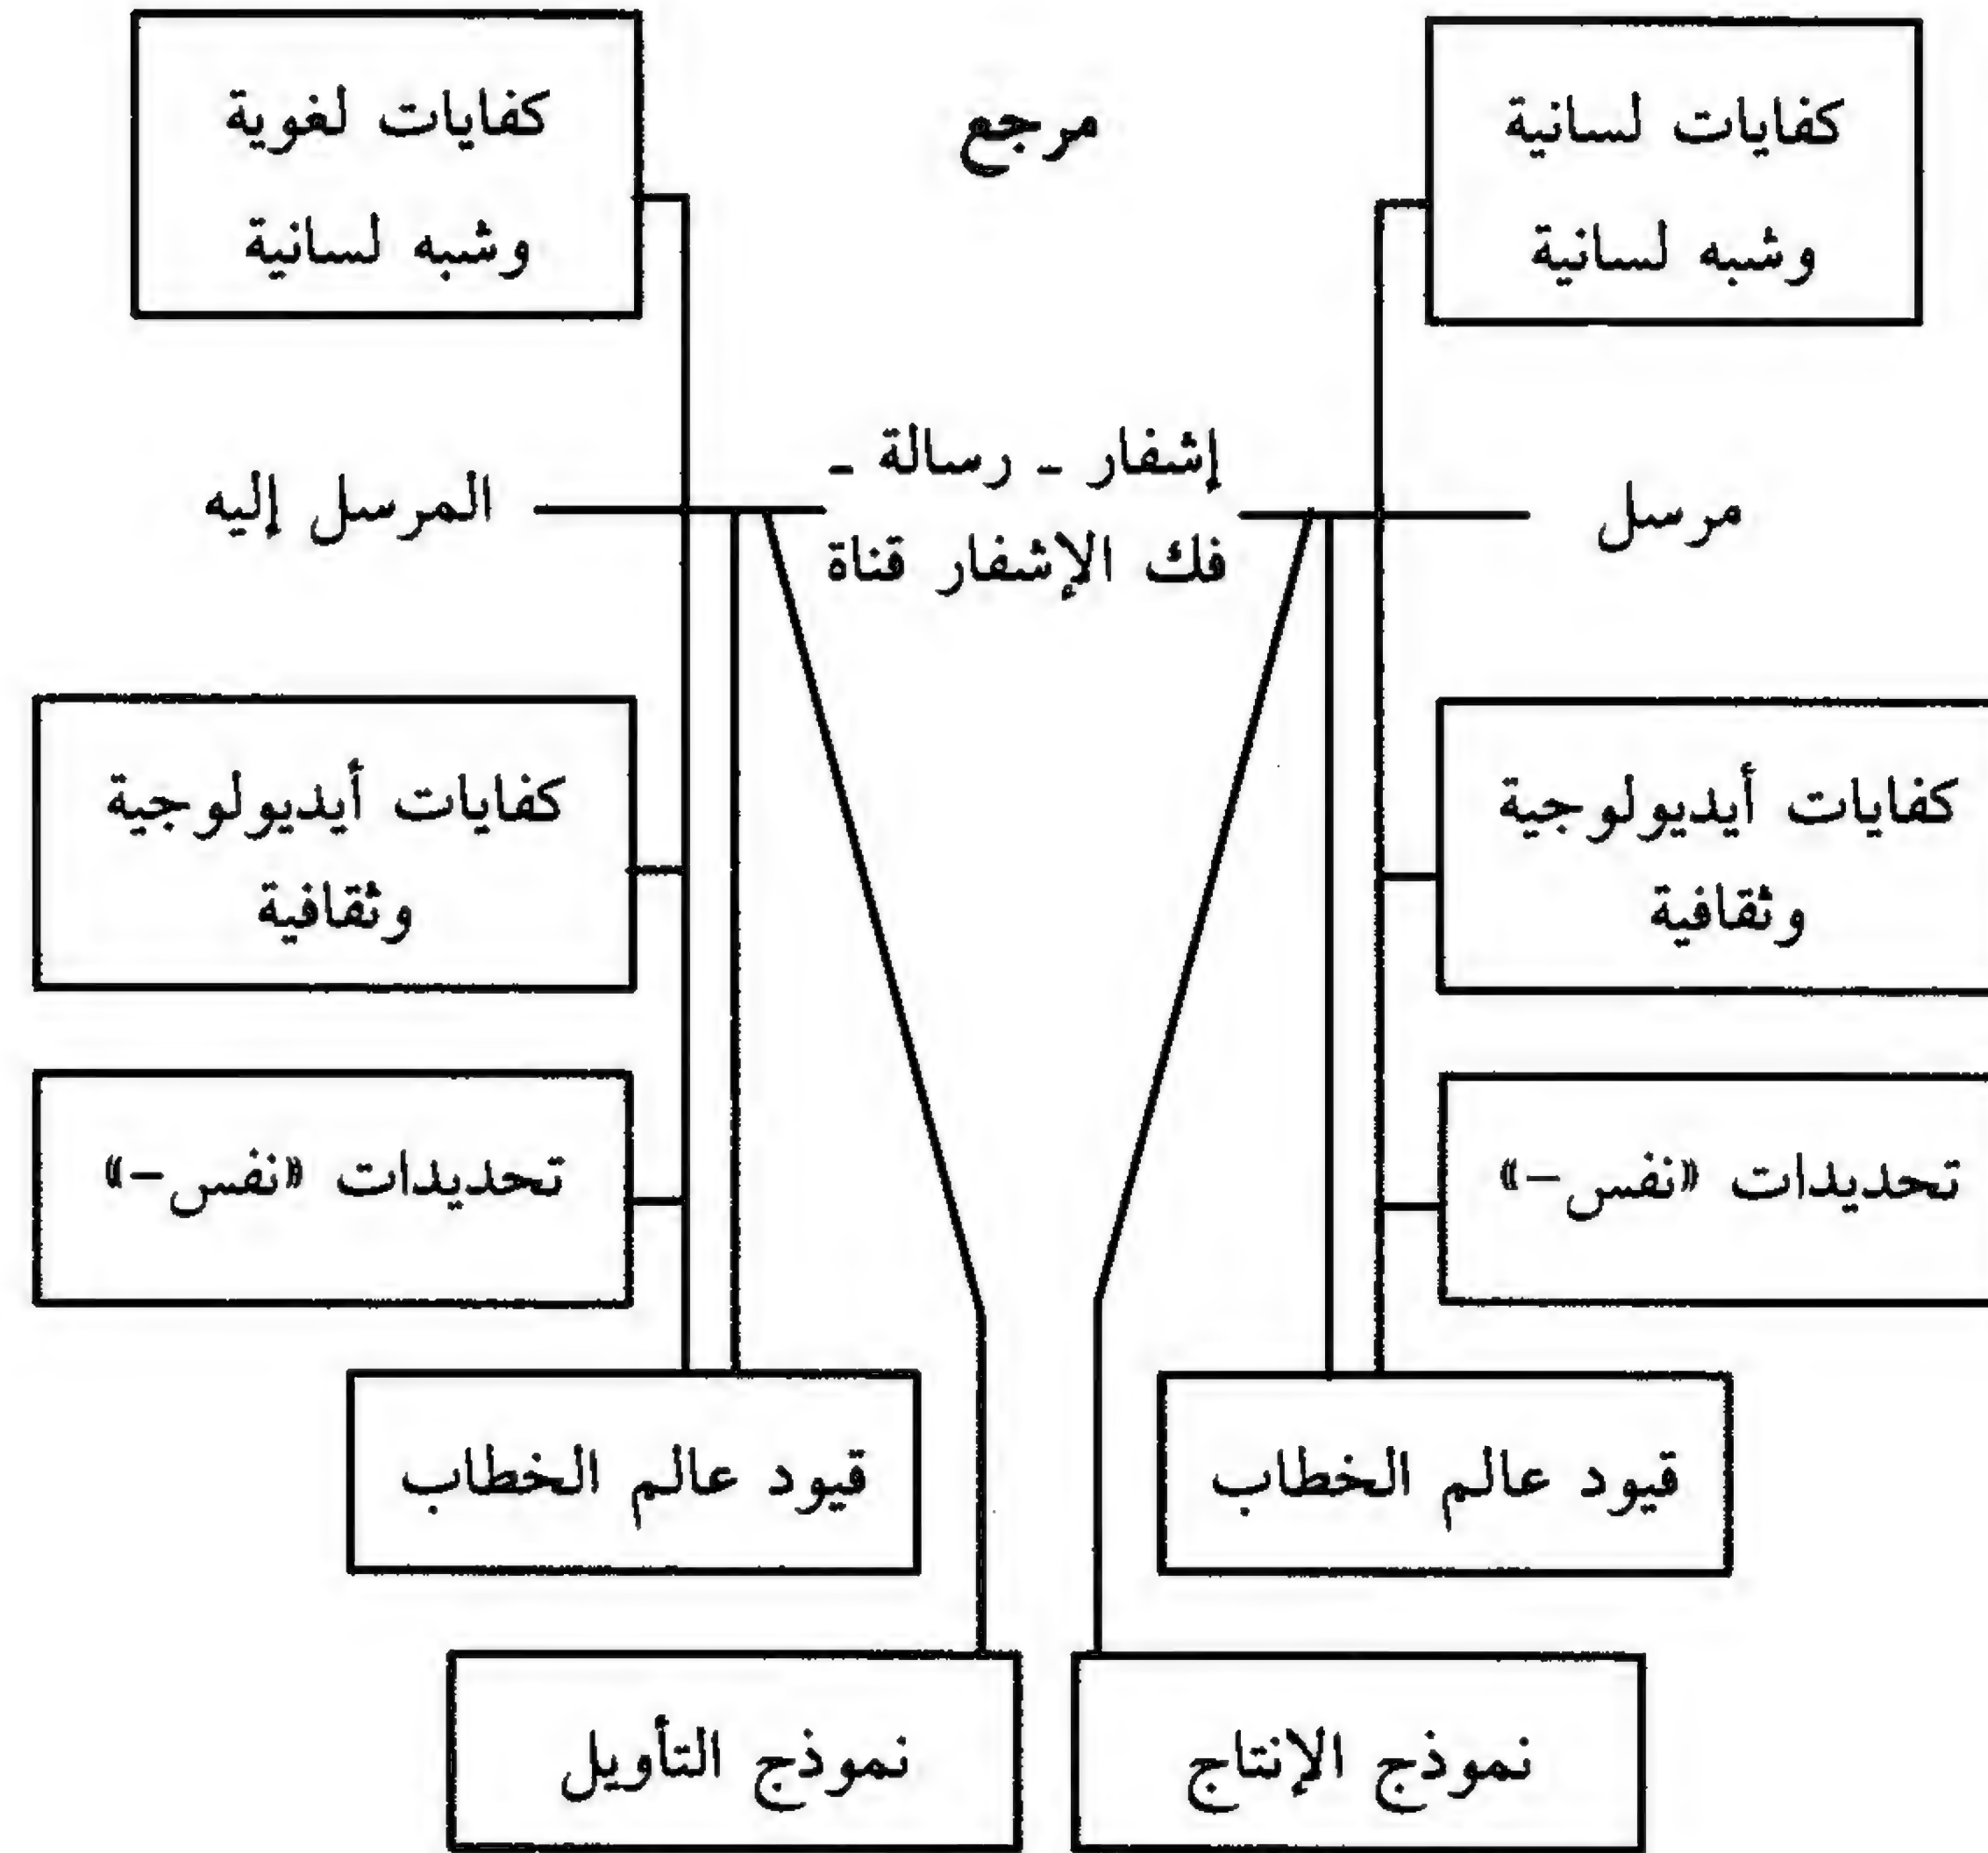 كفايات لسانية
وشبه لسانية
مرجع
كفايات لغوية
وشبه لسانية
مرسل
إشفار - رسالة -
فك الإشفار قناة
المرسل إليه
كفايات أيديولوجية
وثقافية
كفايات أيديولوجية
وثقافية
تحديدات «نفس-»
تحديدات «نفس-»
قيود عالم الخطاب
قيود عالم الخطاب
نموذج الإنتاج
نموذج التأويل